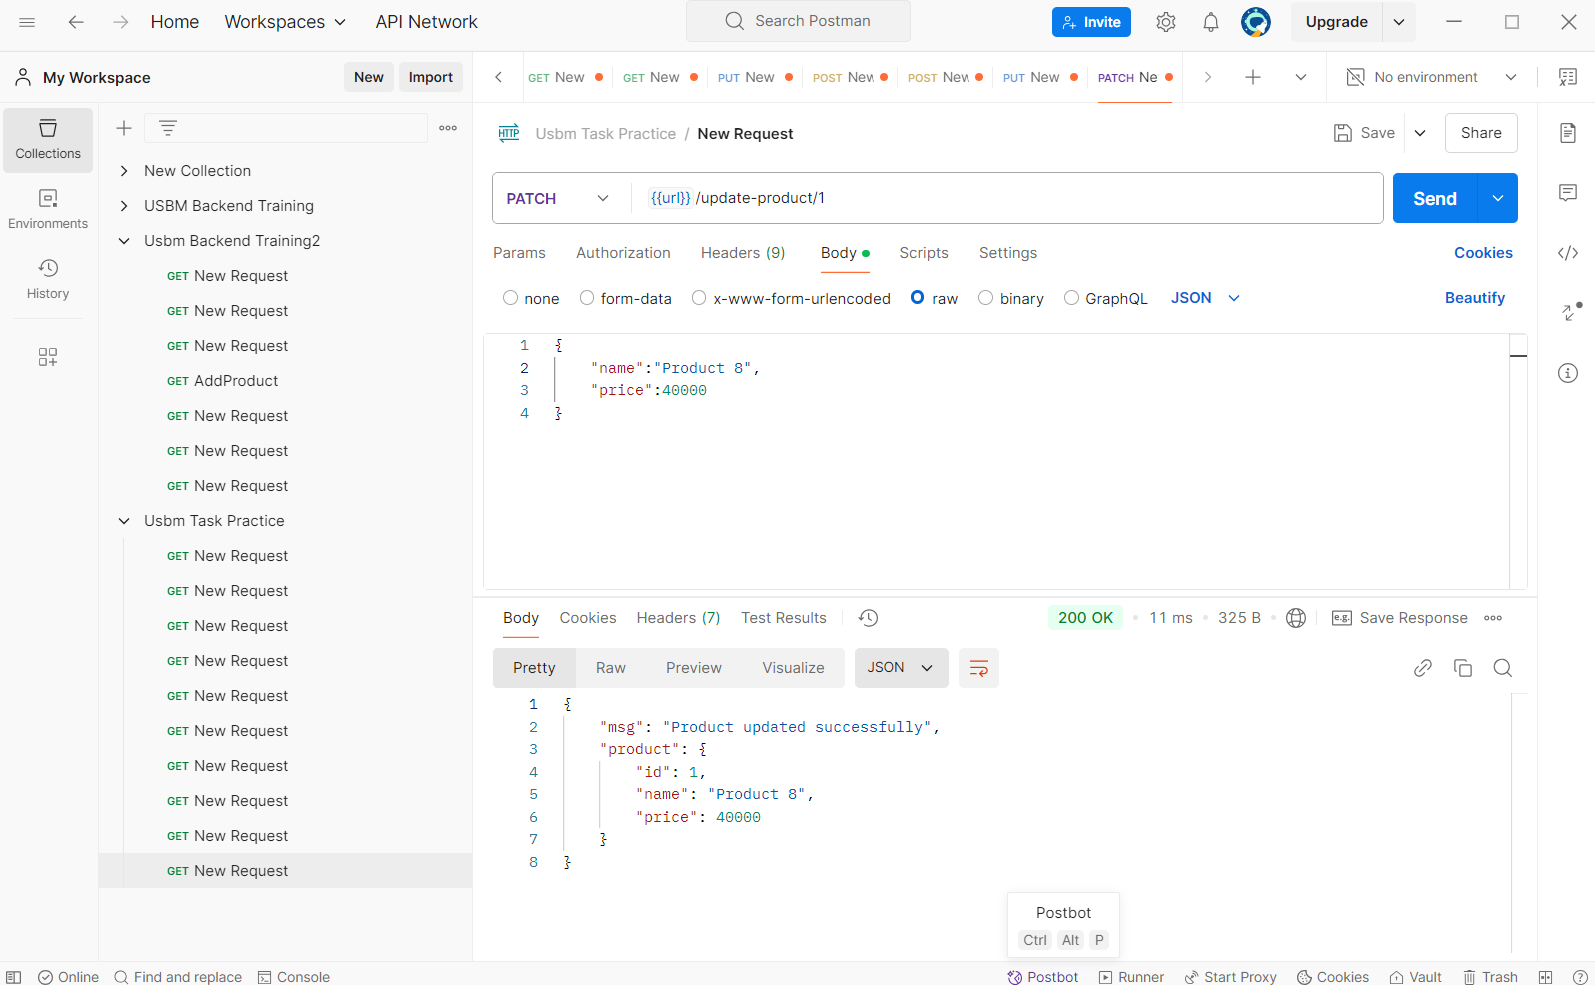 Home Workspaces API Network Search Postman Invite Upgrade
My Workspace New Import GET New GET New PUT New POST New POST New PUT New PATCH Ne No environment
Collections
Environments
History
New Collection
USBM Backend Training
Usbm Backend Training2
GET New Request
GET New Request
GET New Request
GET AddProduct
GET New Request
GET New Request
GET New Request
Usbm Task Practice
GET New Request
GET New Request
GET New Request
GET New Request
GET New Request
GET New Request
GET New Request
GET New Request
GET New Request
GET New Request
HTTP Usbm Task Practice / New Request Save Share
PATCH {{url}} /update-product/1 Send
Params Authorization Headers (9) Body Scripts Settings Cookies
none form-data x-www-form-urlencoded raw binary GraphQL JSON Beautify
1 {
2 "name":"Product 8",
3 "price":40000
4 }
Body Cookies Headers (7) Test Results 200 OK 11 ms 325 B e.g. Save Response
Pretty Raw Preview Visualize JSON
1 {
2 "msg": "Product updated successfully",
3 "product": {
4 "id": 1,
5 "name": "Product 8",
6 "price": 40000
7 }
8 }
Postbot
Ctrl Alt P
Online Find and replace Console Postbot Runner Start Proxy Cookies Vault Trash